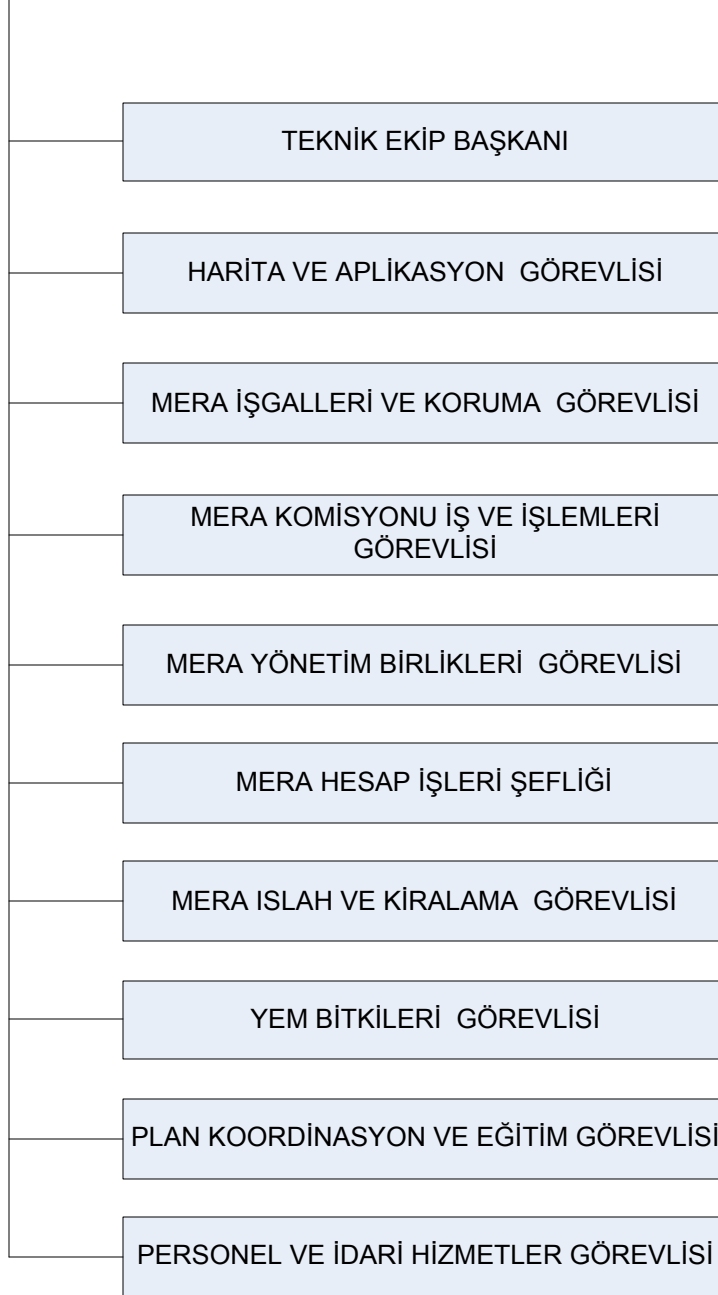 TEKNİK EKİP BAŞKANI
HARİTA VE APLİKASYON GÖREVLİSİ
MERA İŞGALLERİ VE KORUMA GÖREVLİSİ
MERA KOMİSYONU İŞ VE İŞLEMLERİ
GÖREVLİSİ
MERA YÖNETİM BİRLİKLERİ GÖREVLİSİ
MERA HESAP İŞLERİ ŞEFLİĞİ
MERA ISLAH VE KİRALAMA GÖREVLİSİ
YEM BİTKİLERİ GÖREVLİSİ
PLAN KOORDİNASYON VE EĞİTİM GÖREVLİSİ
PERSONEL VE İDARİ HİZMETLER GÖREVLİSİ